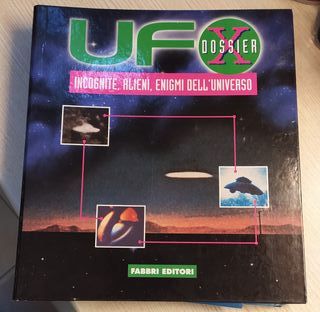 UFO
DOSSIER
X
INCOGNITE, ALIENI, ENIGMI DELL'UNIVERSO
FABBRI EDITORI